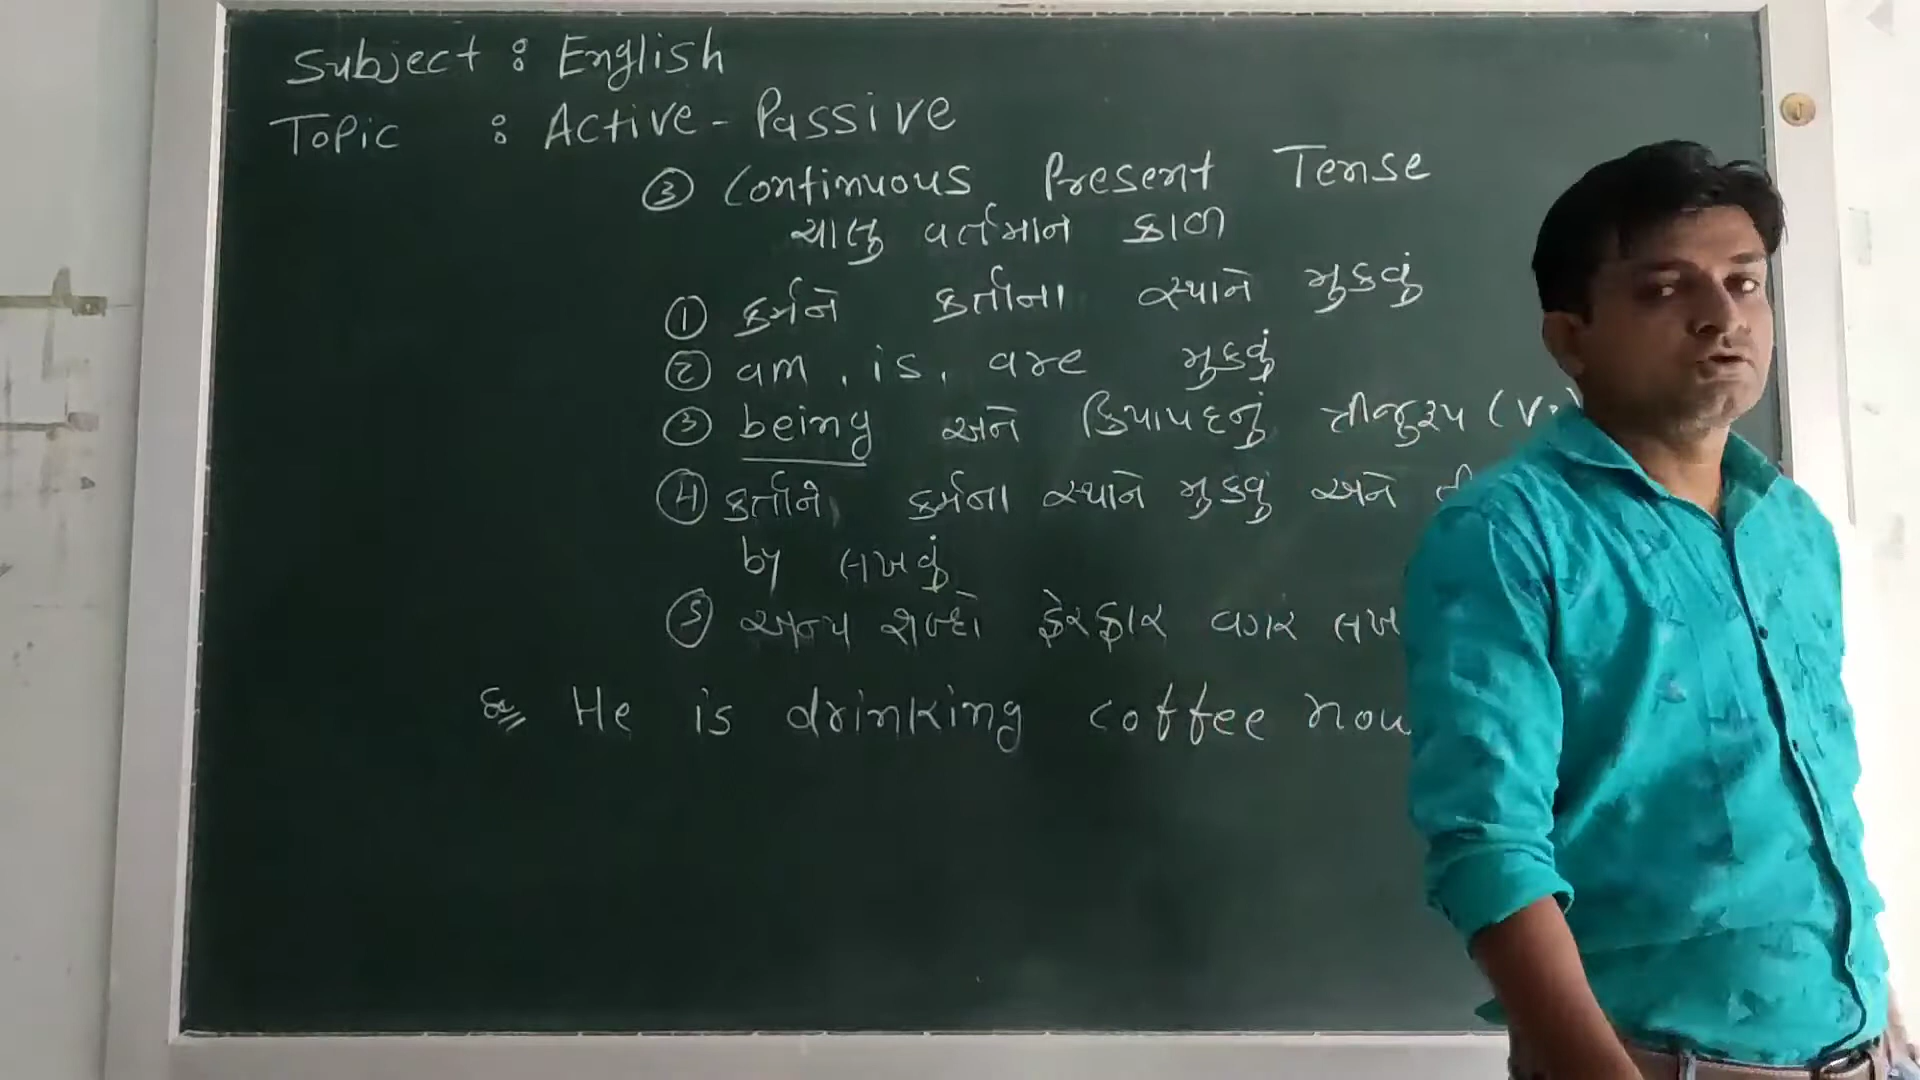 Subject : English
Topic : Active - Passive
③ Continuous Present Tense
ચાલુ વર્તમાન કાળ
① કર્મને કર્તાના સ્થાને મુકવું
② am, is, are મુકવું
③ being અને ક્રિયાપદનું ત્રીજુરૂપ
④ કર્તાને કર્મના સ્થાને મુકવું અને
by લખવું
⑤ અન્ય શબ્દો ફેરફાર વગર
Ex He is drinking coffee